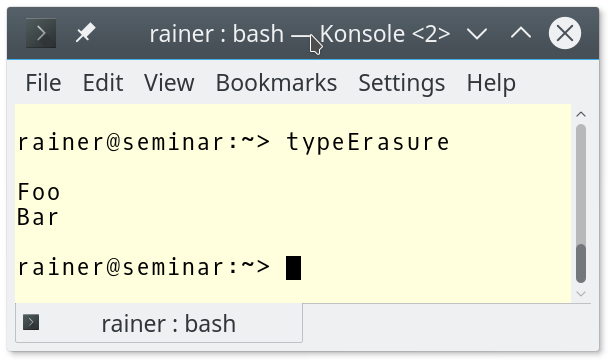 rainer : bash — Konsole <2>
File Edit View Bookmarks Settings Help
rainer@seminar:~> typeErasure
Foo
Bar
rainer@seminar:~>
rainer : bash